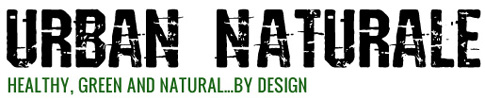 URBAN NATURALE
HEALTHY, GREEN AND NATURAL...BY DESIGN